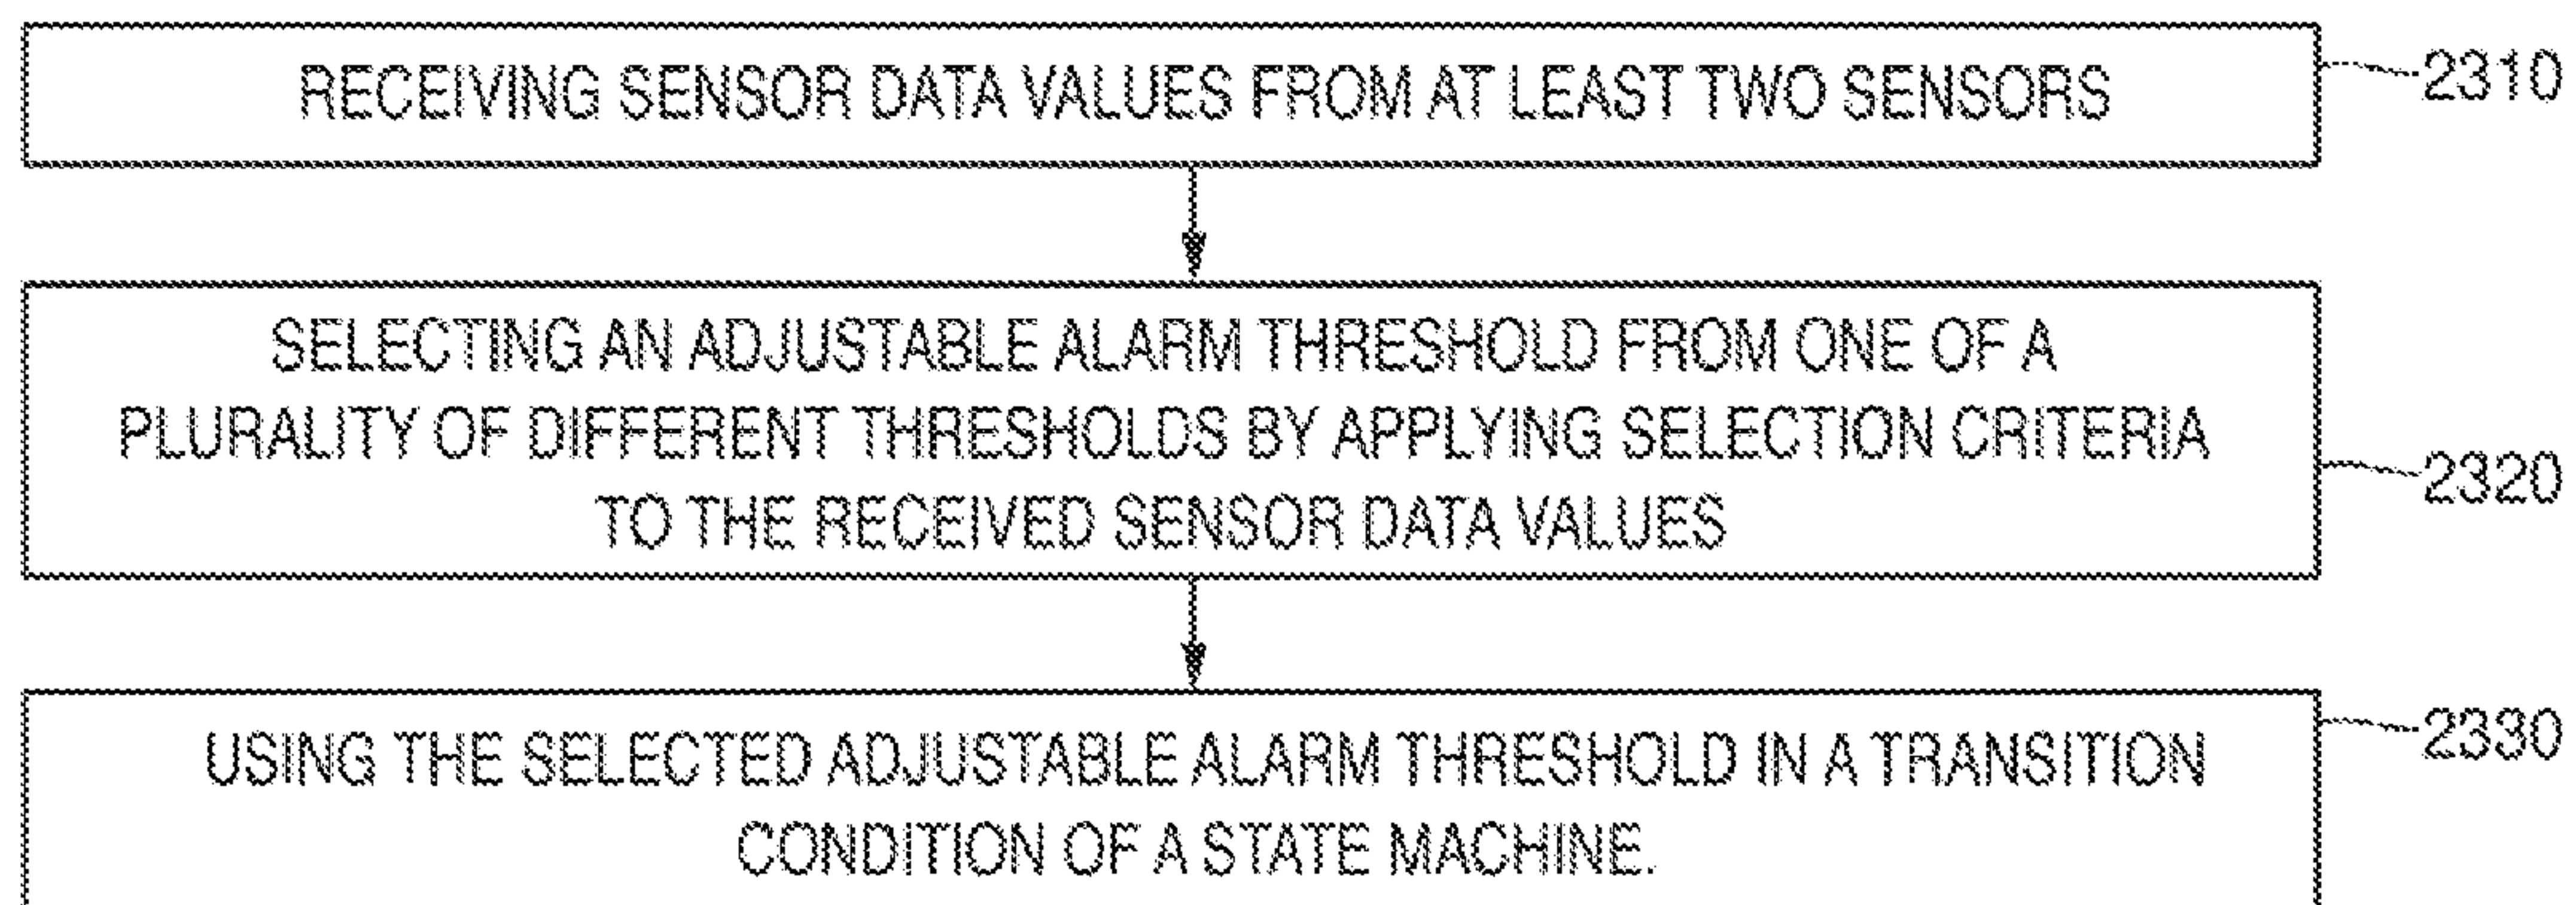 RECEIVING SENSOR DATA VALUES FROM AT LEAST TWO SENSORS
2310
SELECTING AN ADJUSTABLE ALARM THRESHOLD FROM ONE OF A
PLURALITY OF DIFFERENT THRESHOLDS BY APPLYING SELECTION CRITERIA
TO THE RECEIVED SENSOR DATA VALUES
2320
USING THE SELECTED ADJUSTABLE ALARM THRESHOLD IN A TRANSITION
CONDITION OF A STATE MACHINE.
2330